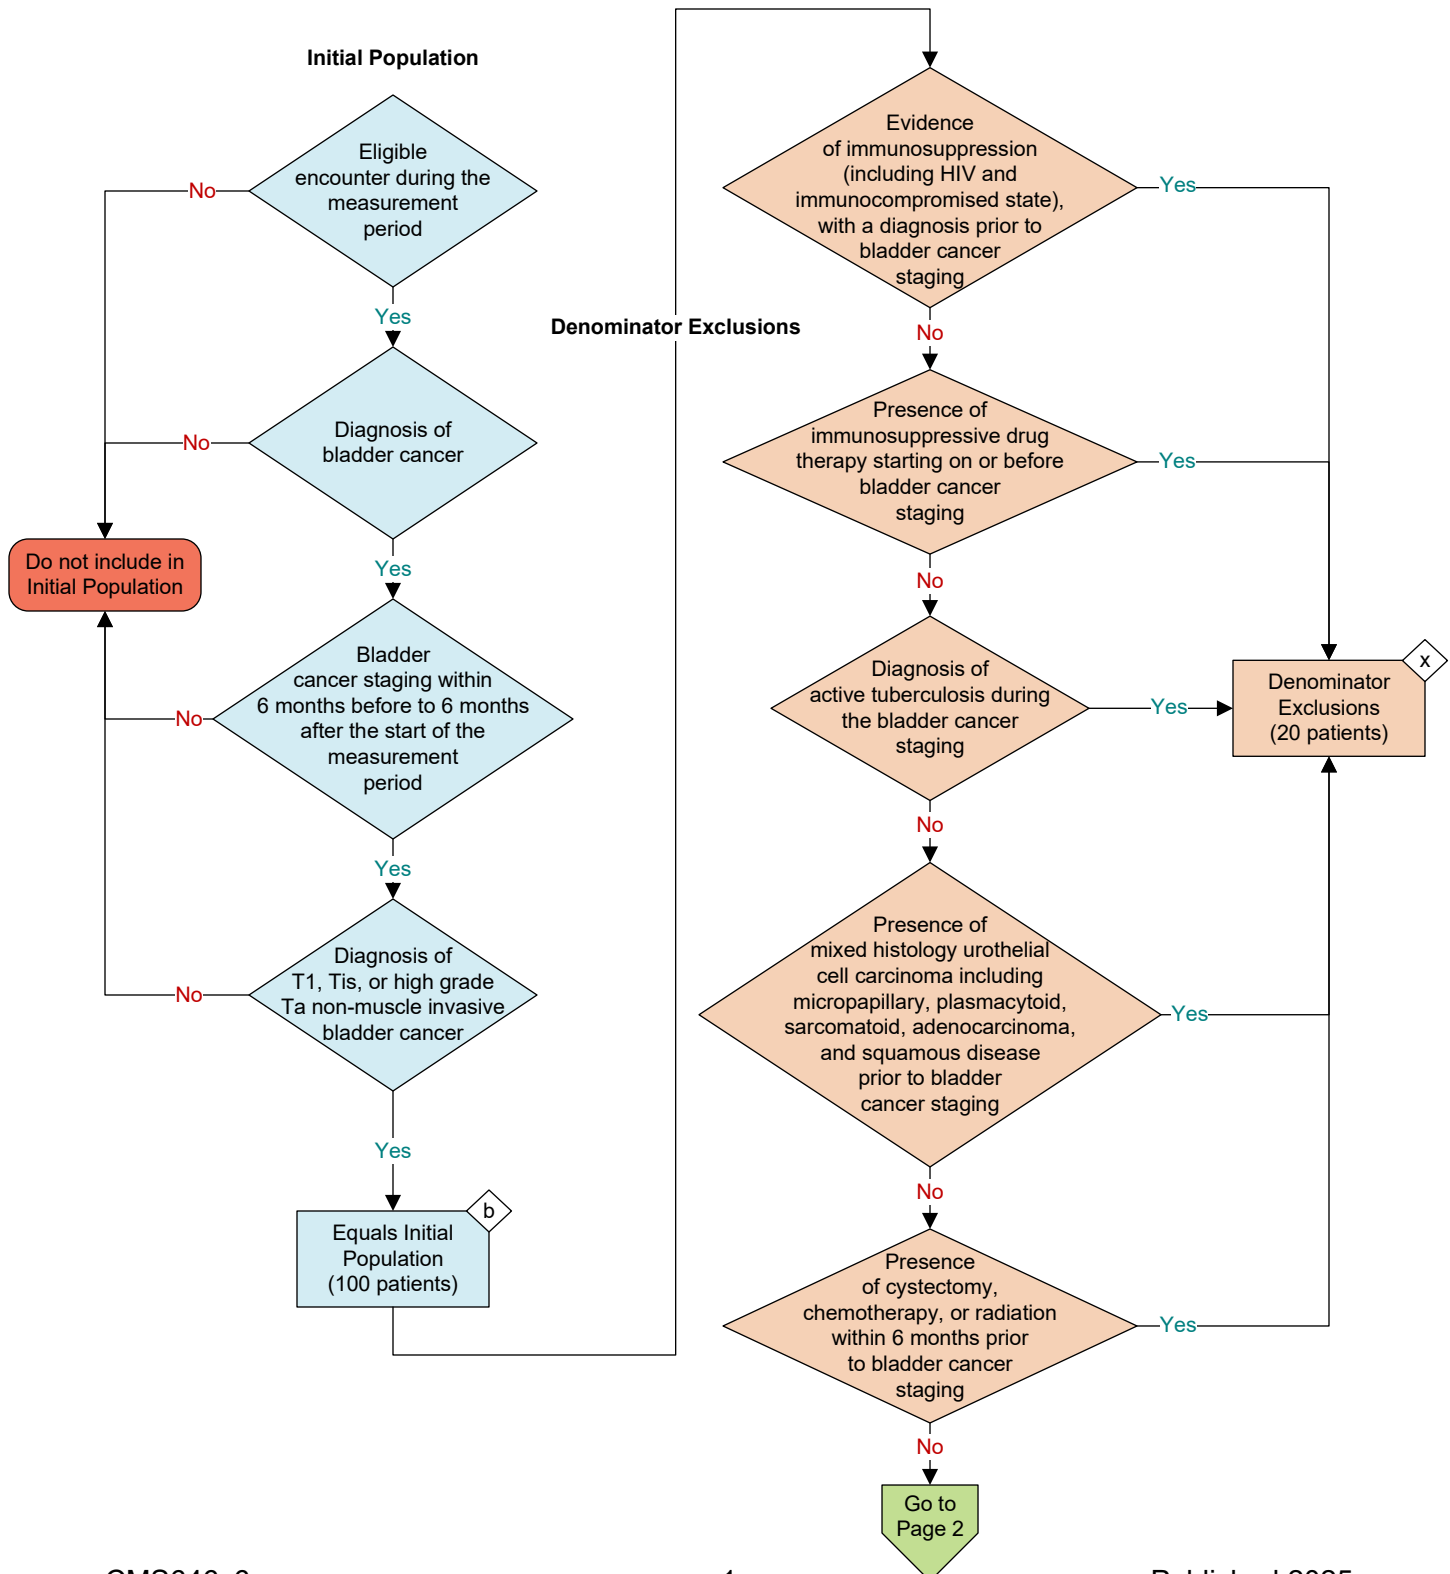 Initial Population
Eligible
encounter during the
measurement
period
No
Yes
Diagnosis of
bladder cancer
No
Yes
Do not include in
Initial Population
Bladder
cancer staging within
6 months before to 6 months
after the start of the
measurement
period
No
Yes
Diagnosis of
T1, Tis, or high grade
Ta non-muscle invasive
bladder cancer
No
Yes
b
Equals Initial
Population
(100 patients)
Denominator Exclusions
Evidence
of immunosuppression
(including HIV and
immunocompromised state),
with a diagnosis prior to
bladder cancer
staging
Yes
No
Presence of
immunosuppressive drug
therapy starting on or before
bladder cancer
staging
Yes
No
Diagnosis of
active tuberculosis during
the bladder cancer
staging
Yes
x
Denominator
Exclusions
(20 patients)
No
Presence of
mixed histology urothelial
cell carcinoma including
micropapillary, plasmacytoid,
sarcomatoid, adenocarcinoma,
and squamous disease
prior to bladder
cancer staging
Yes
No
Presence
of cystectomy,
chemotherapy, or radiation
within 6 months prior
to bladder cancer
staging
Yes
No
Go to
Page 2
1
Published 2025